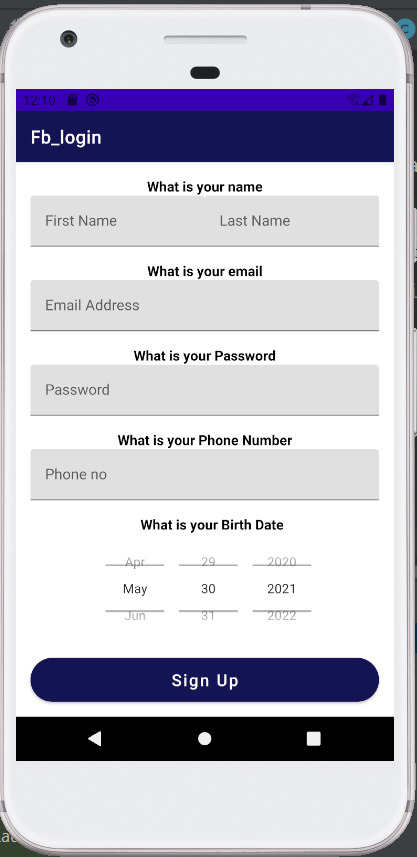 12:10
Fb_login
What is your name
First Name Last Name
What is your email
Email Address
What is your Password
Password
What is your Phone Number
Phone no
What is your Birth Date
Apr 29 2020
May 30 2021
Jun 31 2022
Sign Up